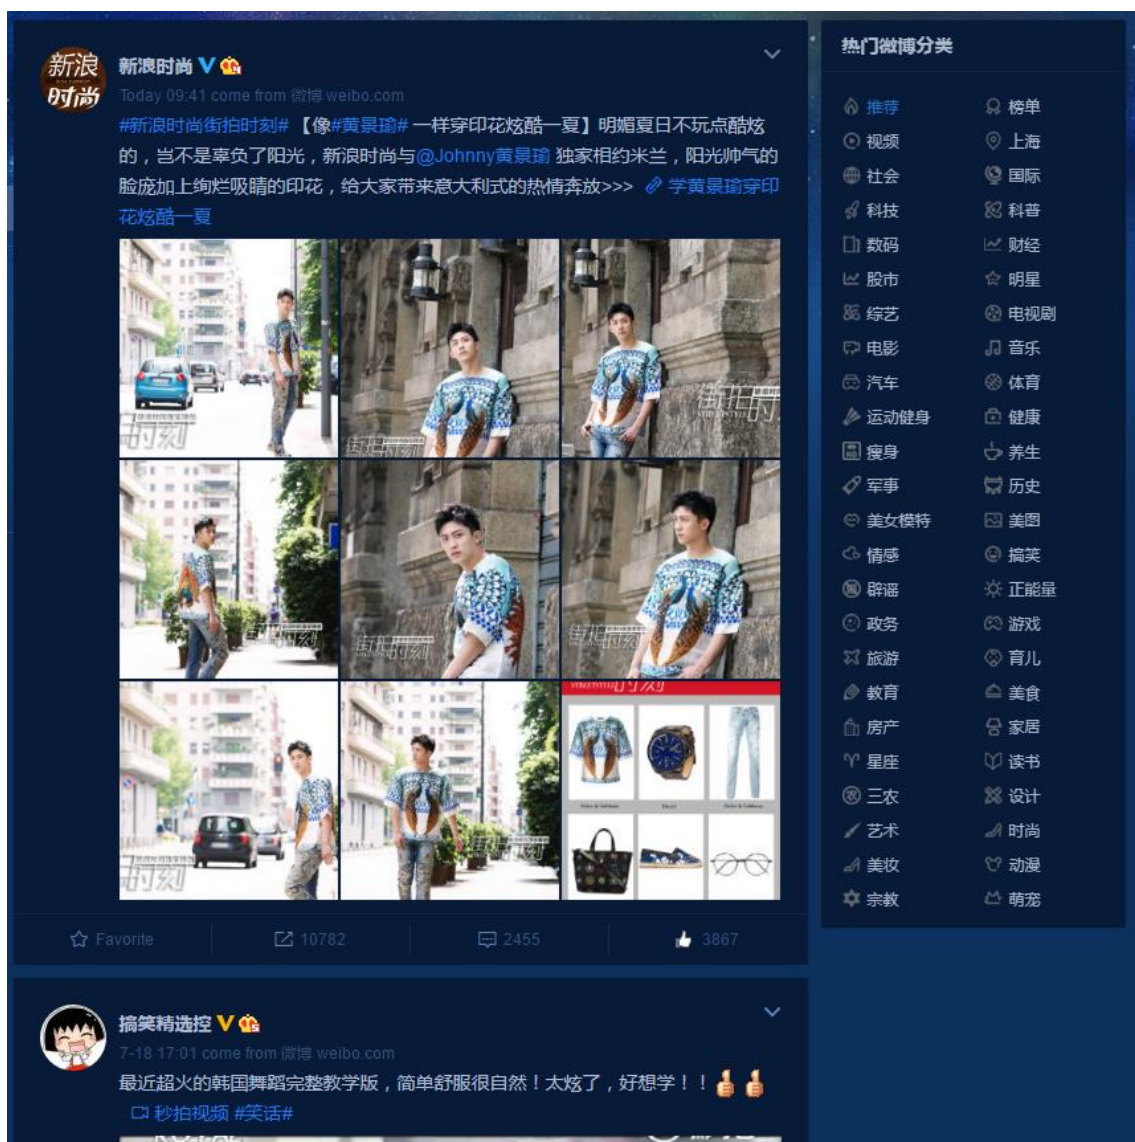 新浪
时尚
新浪时尚
Today 09:41 come from 微博 weibo.com
#新浪时尚街拍时刻# 【像#黄景瑜# 一样穿印花炫酷一夏】明媚夏日不玩点酷炫
的，岂不是辜负了阳光，新浪时尚与@Johnny黄景瑜 独家相约米兰，阳光帅气的
脸庞加上绚烂吸睛的印花，给大家带来意大利式的热情奔放>>> 学黄景瑜穿印
花炫酷一夏
时刻
街拍时刻
街拍时刻
街拍时刻
街拍时刻
街拍时刻
时刻
时刻
Favorite
10782
2455
3867
搞笑精选控
7-18 17:01 come from 微博 weibo.com
最近超火的韩国舞蹈完整教学版，简单舒服很自然！太炫了，好想学！！
秒拍视频 #笑话#
热门微博分类
推荐 榜单
视频 上海
社会 国际
科技 科普
数码 财经
股市 明星
综艺 电视剧
电影 音乐
汽车 体育
运动健身 健康
瘦身 养生
军事 历史
美女模特 美图
情感 搞笑
辟谣 正能量
政务 游戏
旅游 育儿
教育 美食
房产 家居
星座 读书
三农 设计
艺术 时尚
美妆 动漫
宗教 萌宠